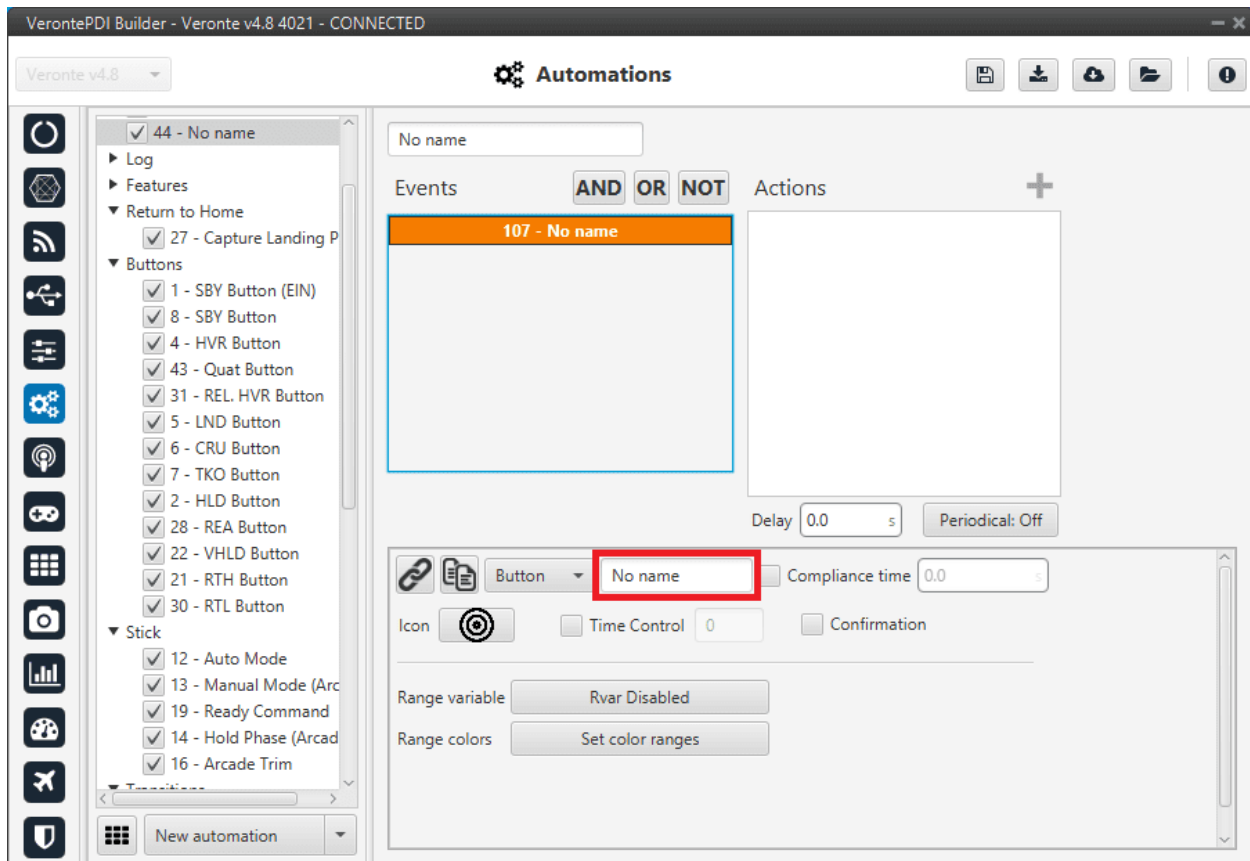 VerontePDI Builder - Veronte v4.8 4021 - CONNECTED
Veronte v4.8
Automations
44 - No name
Log
Features
Return to Home
27 - Capture Landing P
Buttons
1 - SBY Button (EIN)
8 - SBY Button
4 - HVR Button
43 - Quat Button
31 - REL. HVR Button
5 - LND Button
6 - CRU Button
7 - TKO Button
2 - HLD Button
28 - REA Button
22 - VHLD Button
21 - RTH Button
30 - RTL Button
Stick
12 - Auto Mode
13 - Manual Mode (Arc
19 - Ready Command
14 - Hold Phase (Arcad
16 - Arcade Trim
New automation
No name
Events AND OR NOT
107 - No name
Actions
Delay 0.0 s Periodical: Off
Button No name Compliance time 0.0 s
Icon Time Control 0 Confirmation
Range variable Rvar Disabled
Range colors Set color ranges